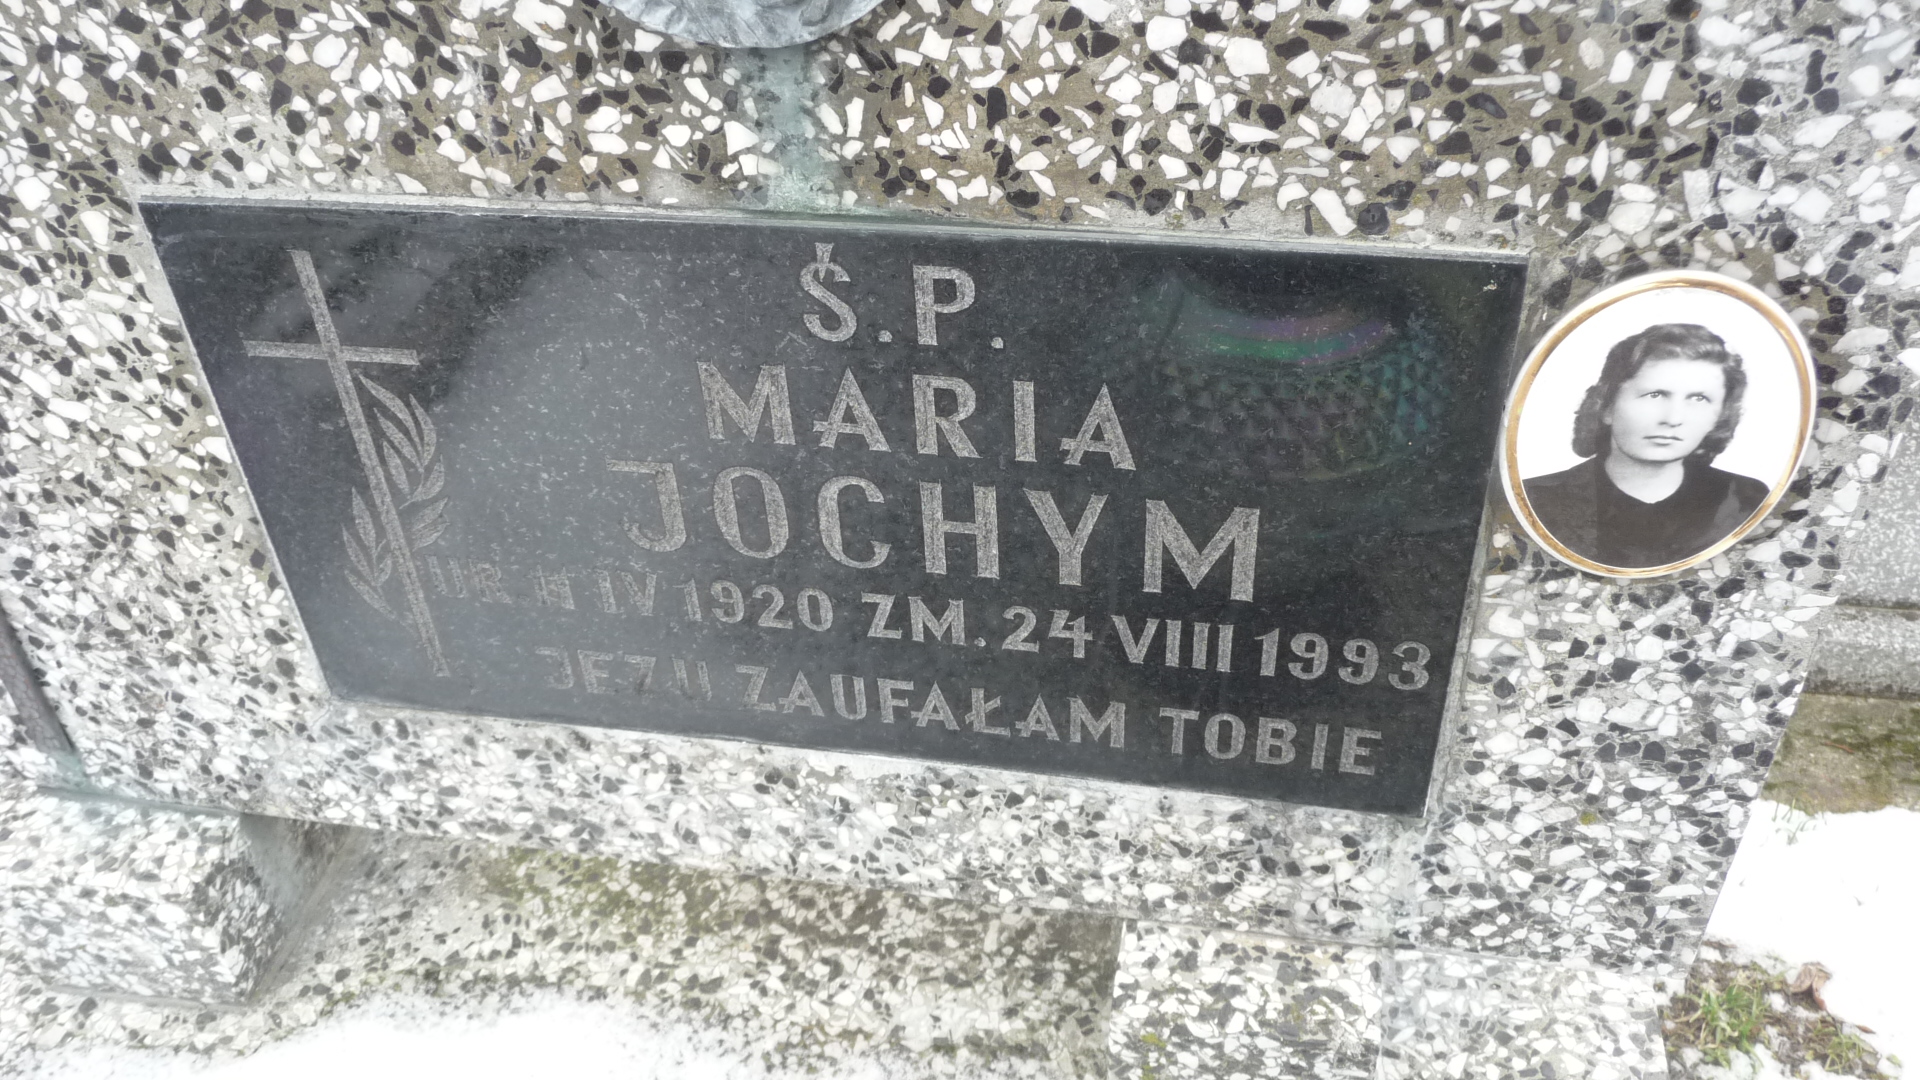 Ś.P.
MARIA
JOCHYM
UR. IV 1920 ZM. 24 VIII 1993
JEZU ZAUFAŁAM TOBIE